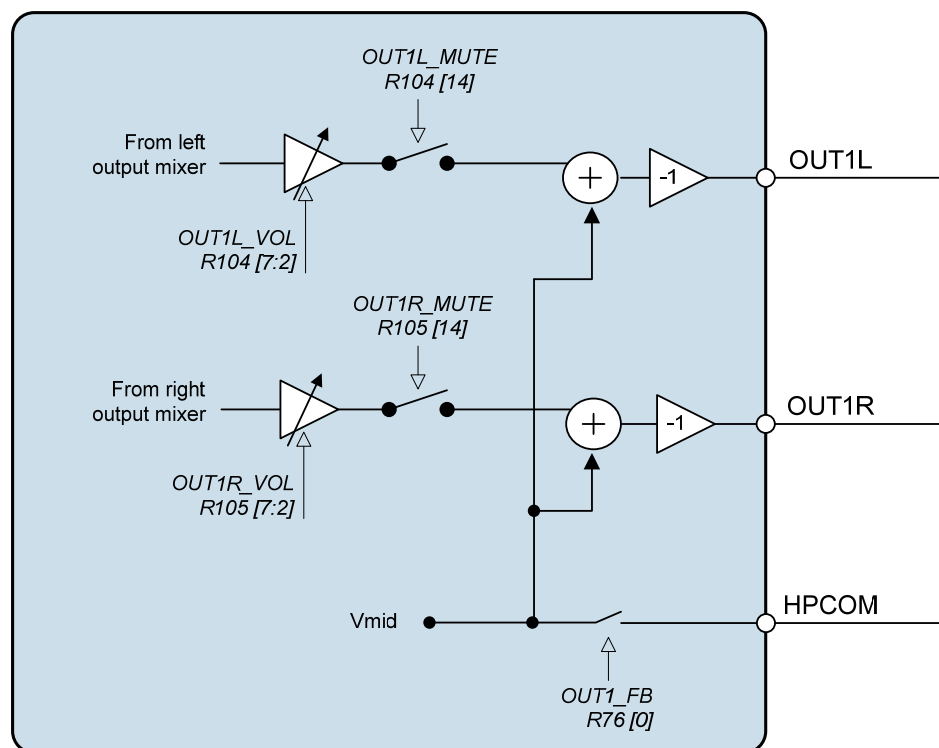 OUT1L_MUTE
R104 [14]
From left
output mixer
+
-1
OUT1L
OUT1L_VOL
R104 [7:2]
OUT1R_MUTE
R105 [14]
From right
output mixer
+
-1
OUT1R
OUT1R_VOL
R105 [7:2]
Vmid
HPCOM
OUT1_FB
R76 [0]